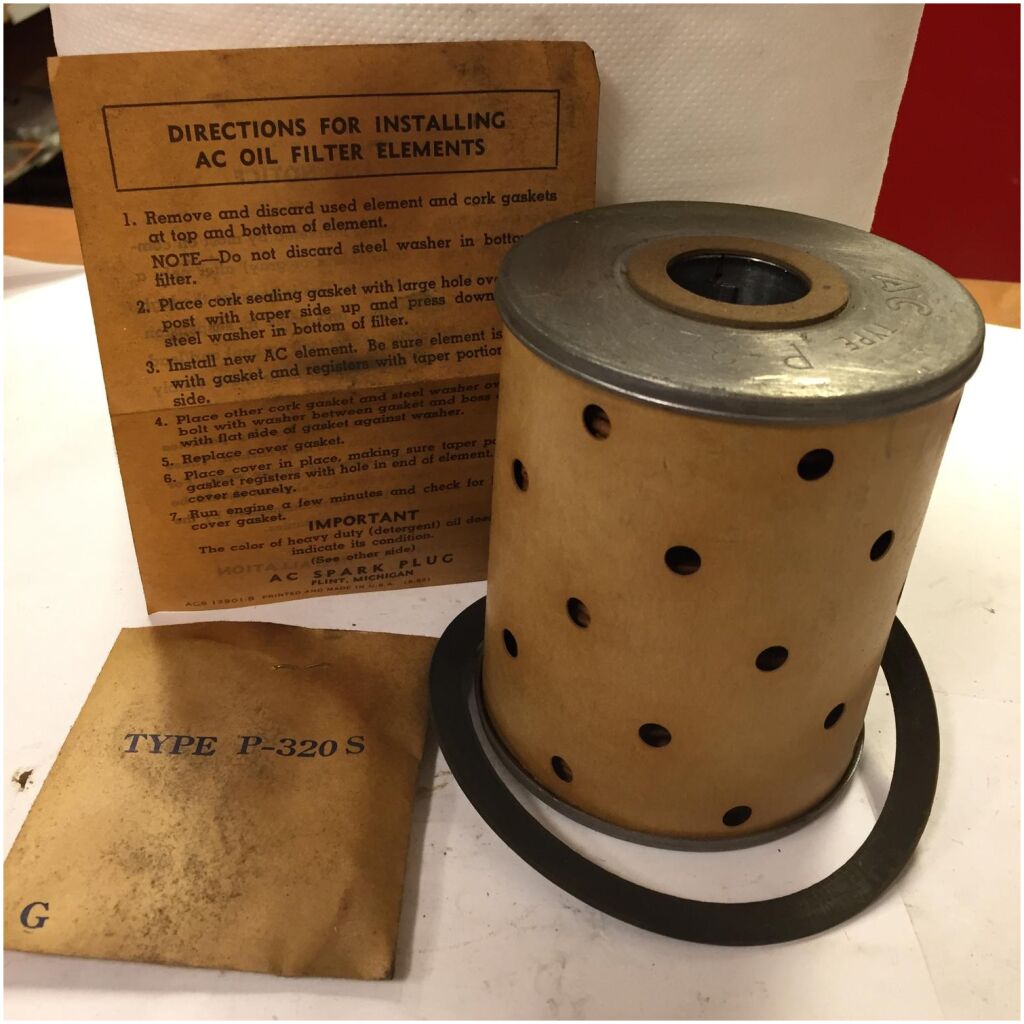 DIRECTIONS FOR INSTALLING
AC OIL FILTER ELEMENTS
1. Remove and discard used element and cork gaskets
at top and bottom of element.
NOTE—Do not discard steel washer in
filter.
2. Place cork sealing gasket with large hole
post with taper side up and press down
steel washer in bottom of filter.
3. Install new AC element. Be sure element is
with gasket and registers with taper
side.
4. Place other cork gasket and steel washer
bolt with washer between gasket and boss
with flat side of gasket against washer.
5. Replace cover gasket.
6. Place cover in place, making sure taper
gasket registers with hole in end of element.
cover securely.
7. Run engine a few minutes and check for
cover gasket.
IMPORTANT
The color of heavy duty (detergent) oil
indicate its condition.
(See other side)
AC SPARK PLUG
FLINT, MICHIGAN
PRINTED AND MADE IN U.S.A.
AC
TYPE
P
TYPE P-320 S
G